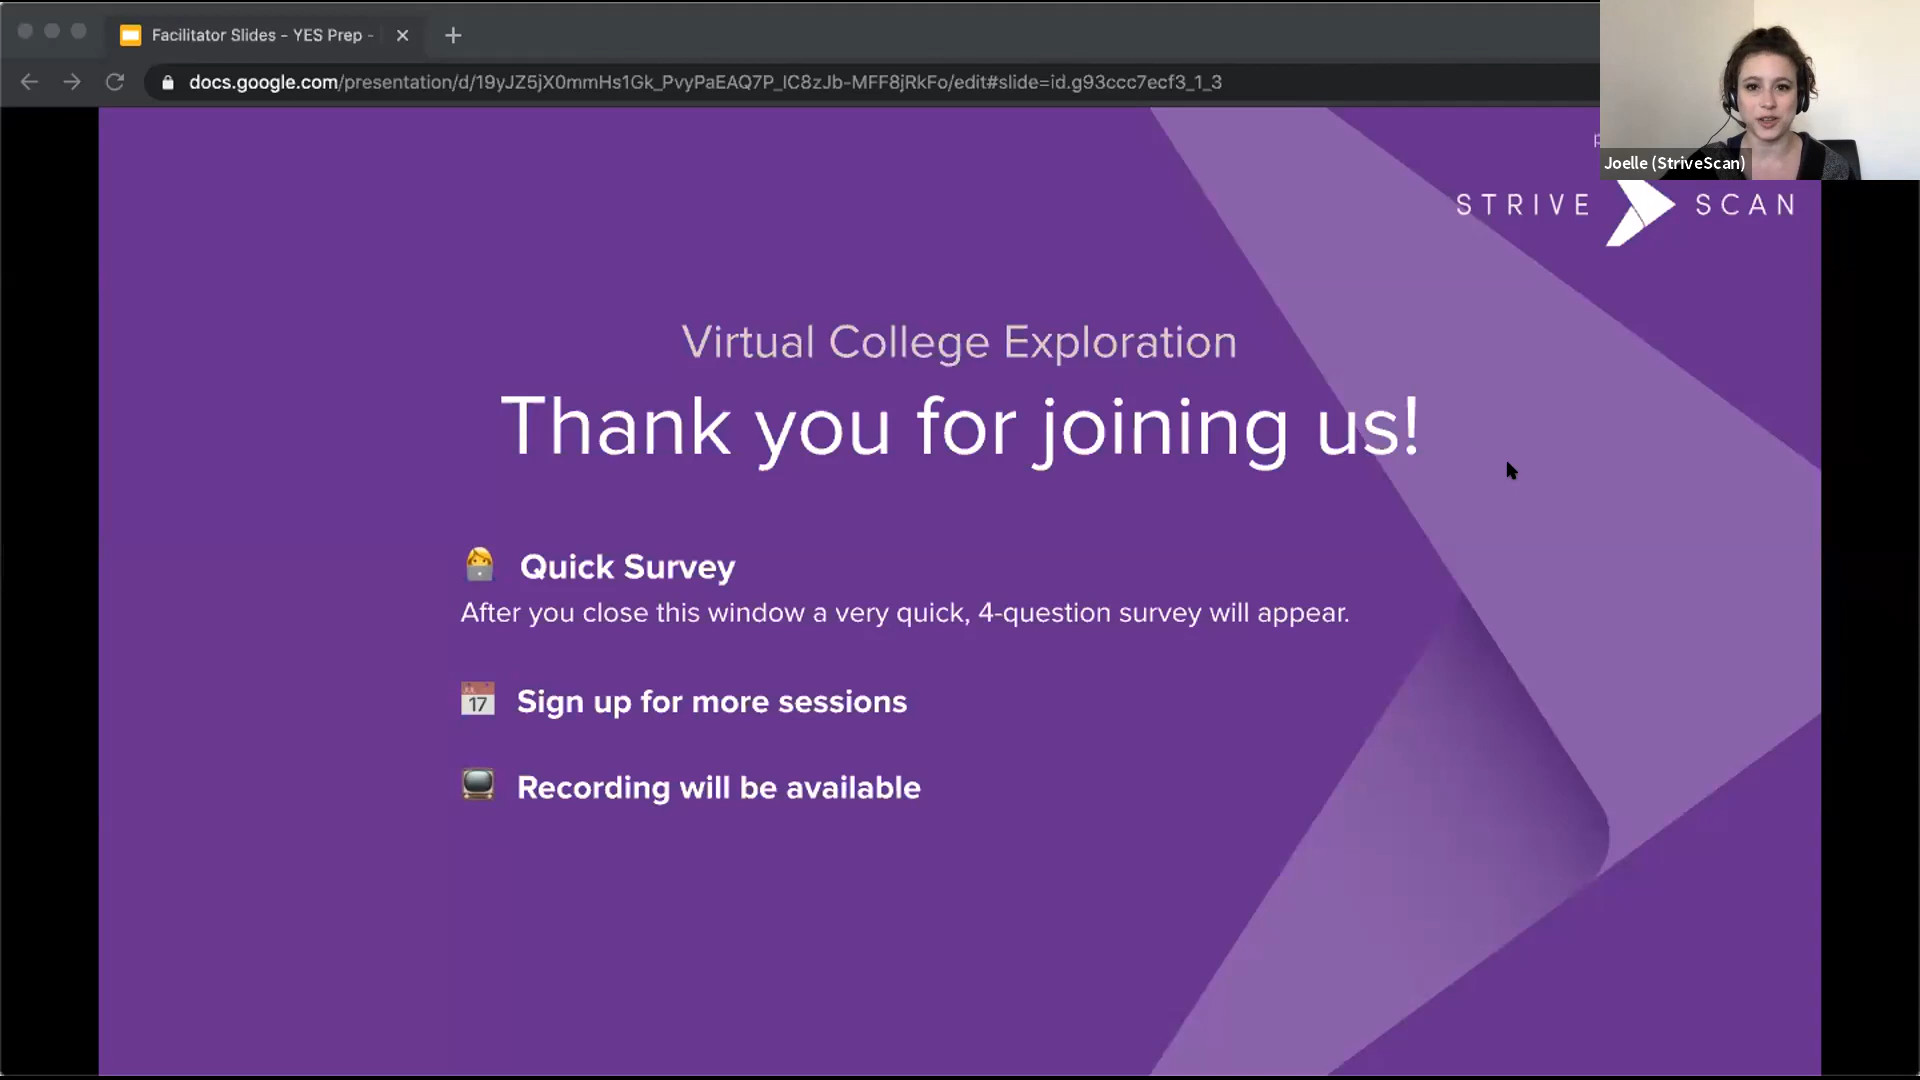 Facilitator Slides - YES Prep -
docs.google.com/presentation/d/19yJZ5jX0mmHs1Gk_PvyPaEAQ7P_lC8zJb-MFF8jRkFo/edit#slide=id.g93ccc7ecf3_1_3
Joelle (StriveScan)
STRIVE SCAN
Virtual College Exploration
Thank you for joining us!
Quick Survey
After you close this window a very quick, 4-question survey will appear.
JUL
17
Sign up for more sessions
Recording will be available